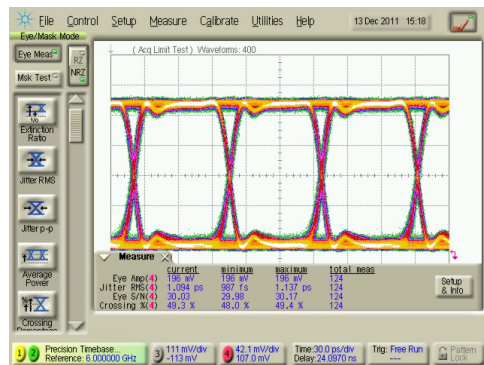 File Control Setup Measure Calibrate Utilities Help 13 Dec 2011 15:18
Eye/Mask Mode
Eye Meas
Msk Test
RZ
NRZ
( Acq Limit Test ) Waveforms: 400
Extinction
Ratio
Jitter RMS
Jitter p-p
Average
Power
Crossing
Measure
current minimum maximum total meas
Eye Amp(4) 196 mV 196 mV 196 mV 124
Jitter RMS(4) 1.094 ps 987 fs 1.137 ps 124
Eye S/N(4) 30.03 29.98 30.17 124
Crossing %(4) 49.3 % 48.0 % 49.4 % 124
Setup
& Info
1 2 Precision Timebase...
Reference: 6.000000 GHz
3 111 mV/div
-113 mV
4 42.1 mV/div
107.0 mV
Time:30.0 ps/div
Delay:24.0970 ns
Trig: Free Run
---
Pattern
Lock